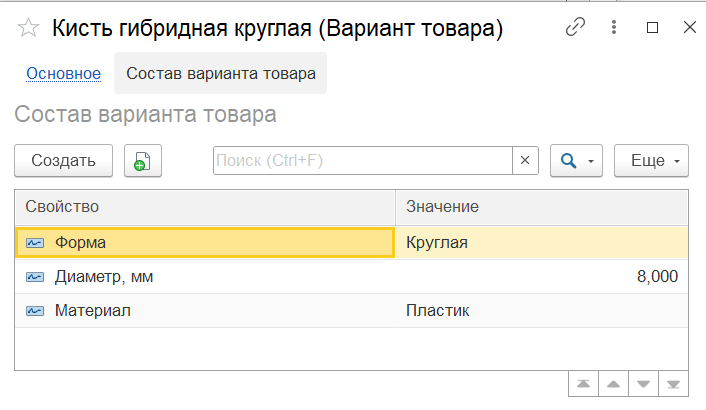 Кисть гибридная круглая (Вариант товара)
Основное Состав варианта товара
Состав варианта товара
Создать Поиск (Ctrl+F) × Еще
Свойство Значение
Форма Круглая
Диаметр, мм 8,000
Материал Пластик